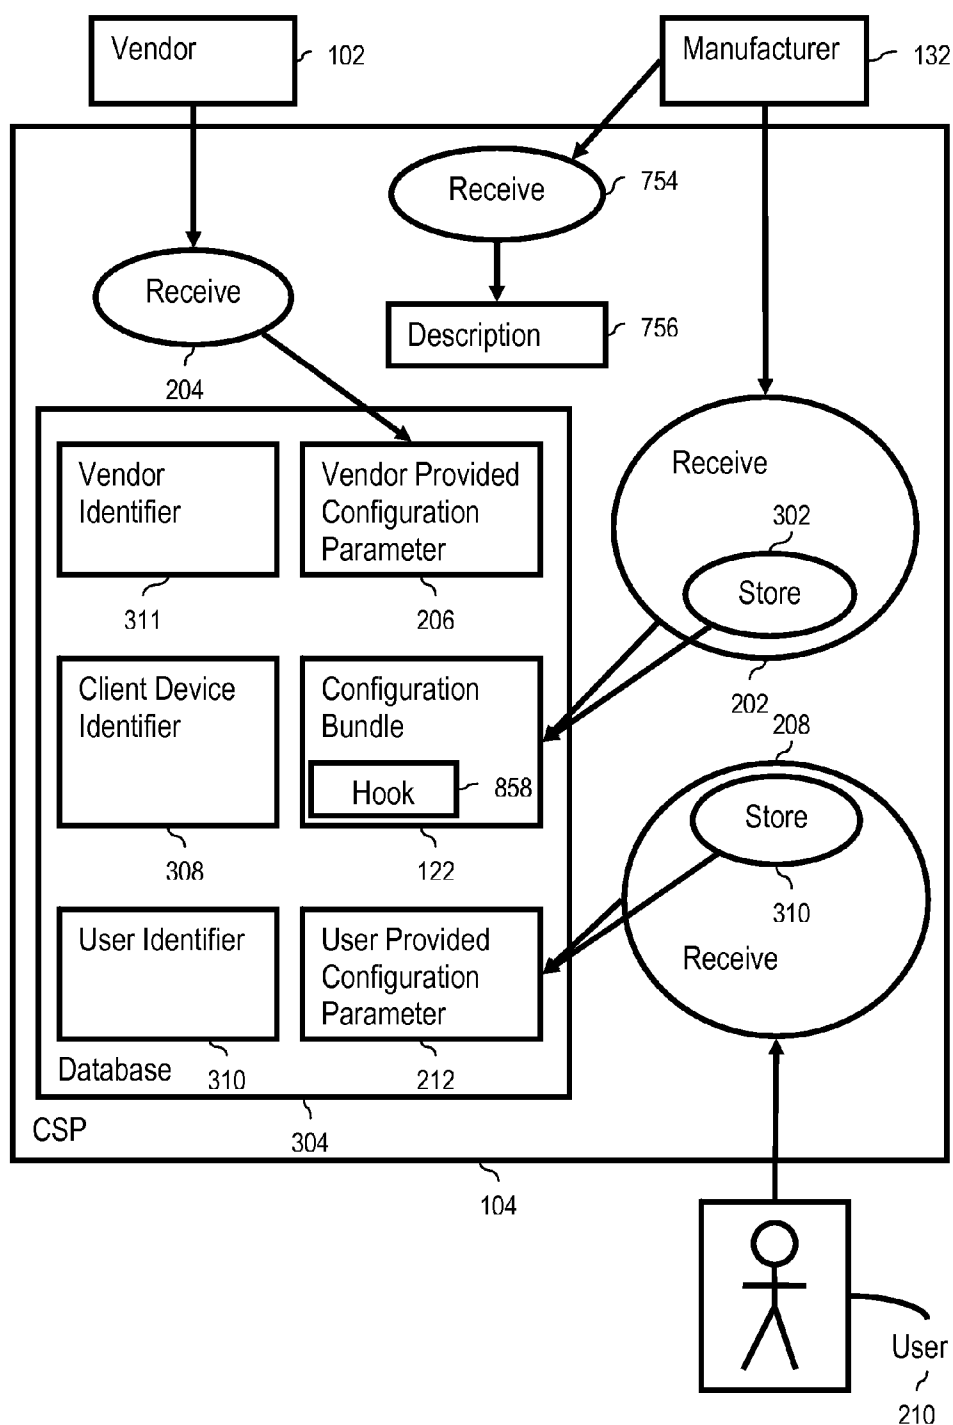 Vendor
102
Manufacturer
132
Receive
754
Receive
204
Description
756
Vendor
Identifier
311
Vendor Provided
Configuration
Parameter
206
Receive
302
Store
202
Client Device
Identifier
308
Configuration
Bundle
Hook
858
122
208
Store
310
Receive
User Identifier
310
User Provided
Configuration
Parameter
212
Database
304
CSP
104
User
210